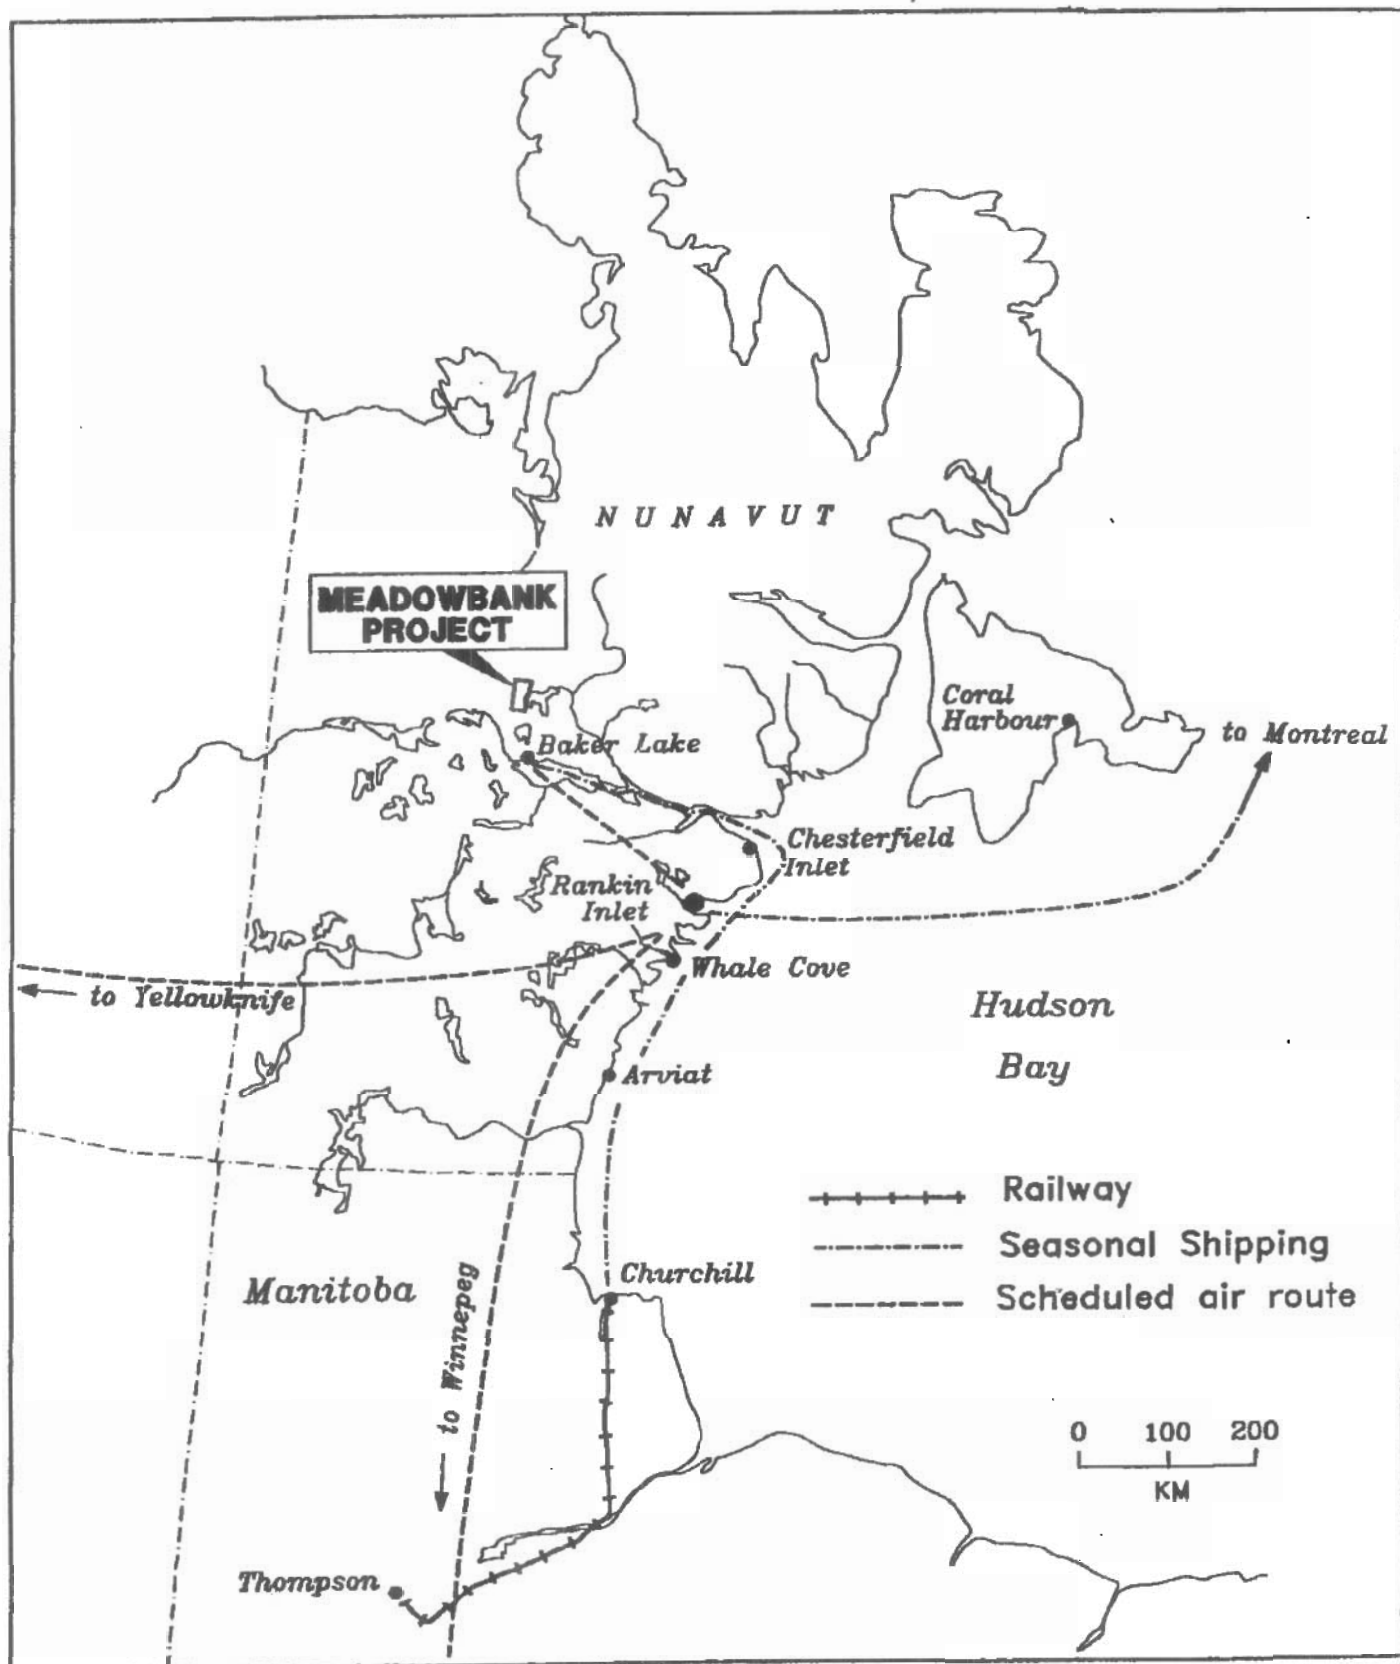 NUNAVUT
MEADOWBANK
PROJECT
Coral
Harbour
to Montreal
Baker Lake
Chesterfield
Inlet
Rankin
Inlet
Whale Cove
to Yellowknife
Hudson
Bay
Arviat
Railway
Seasonal Shipping
Scheduled air route
Churchill
Manitoba
to Winnepeg
0 100 200
KM
Thompson